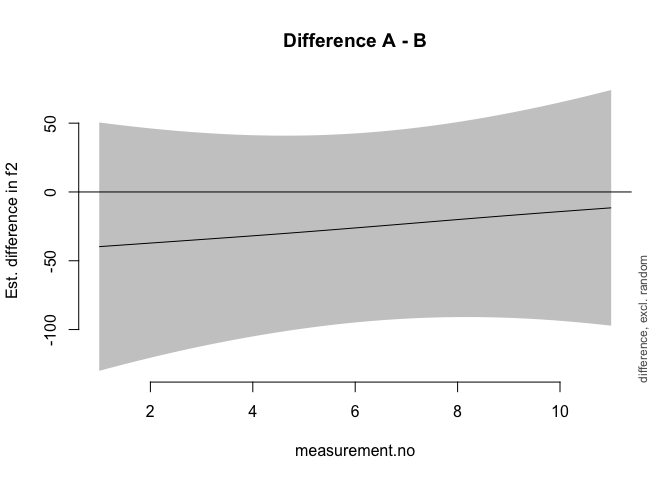 Difference A - B
Est. difference in f2
50
0
-50
-100
2 4 6 8 10
measurement.no
difference, excl. random